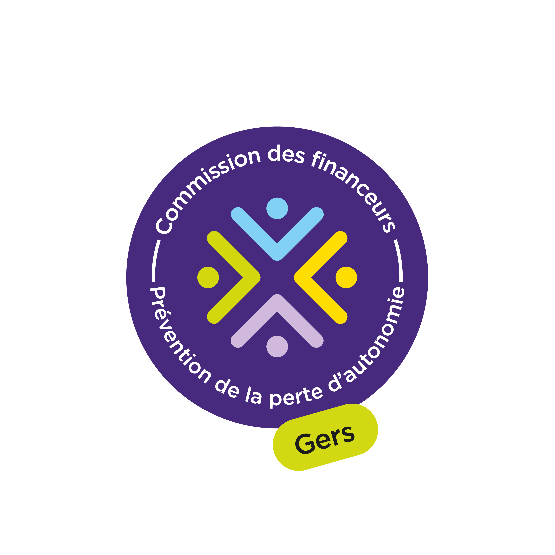 Commission des financeurs
Prévention de la perte d'autonomie
Gers